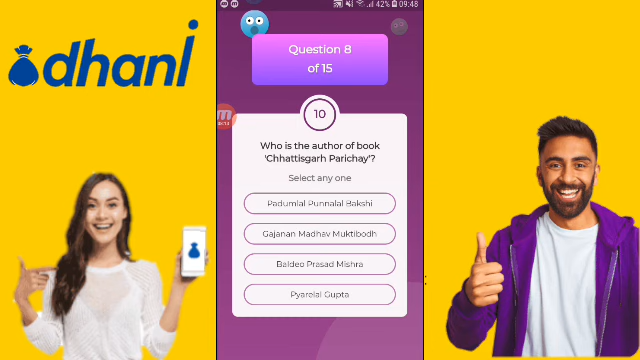 dhani
42% 09:48
Question 8
of 15
10
Who is the author of book
'Chhattisgarh Parichay'?
Select any one
Padumlal Punnalal Bakshi
Gajanan Madhav Muktibodh
Baldeo Prasad Mishra
Pyarelal Gupta